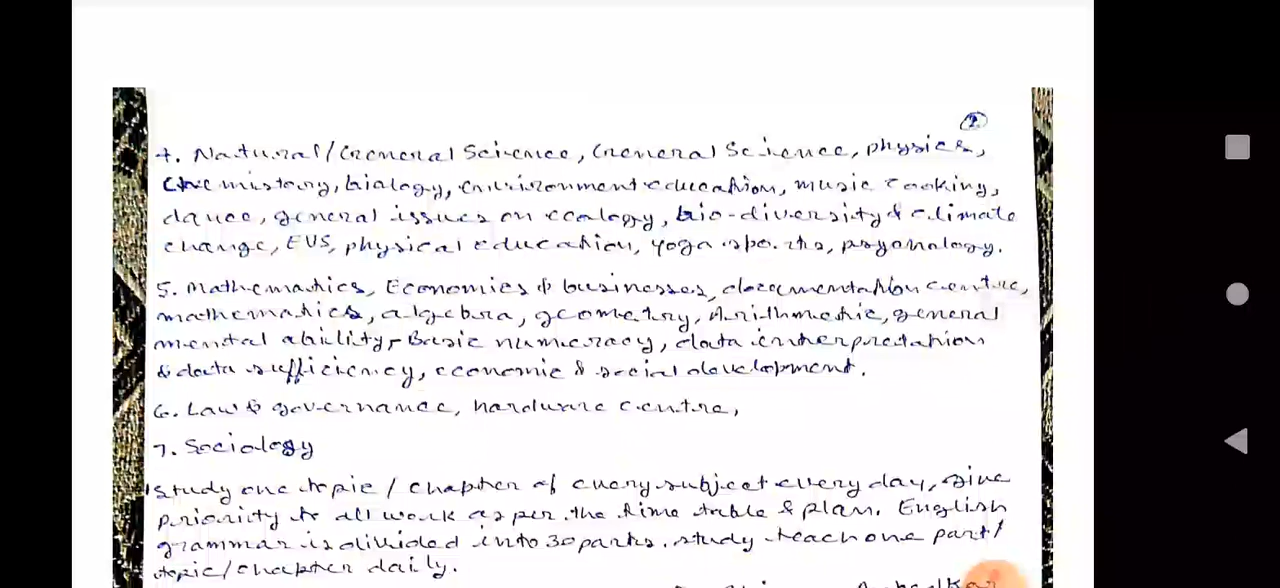 2
4. Natural/General Science, General Science, physics,
chemistory, biology, environment education, music cooking,
dance, general issues on ecology, bio-diversity & climate
change, EVS, physical education, yoga sports, psyonology.
5. Mathematics, Economics & businesses, documentation centre,
mathematics, algebra, geometry, Arithmetic, general
mental ability, Basic numeracy, data interpretation
& data sufficiency, economic & social development.
6. Law & governance, hardware centre,
7. Sociology
Study one topic / chapter of every subject every day, give
periority to all work as per the time table & plan. English
grammar is divided into 30 parts. study teach one part/
topic/chapter daily.